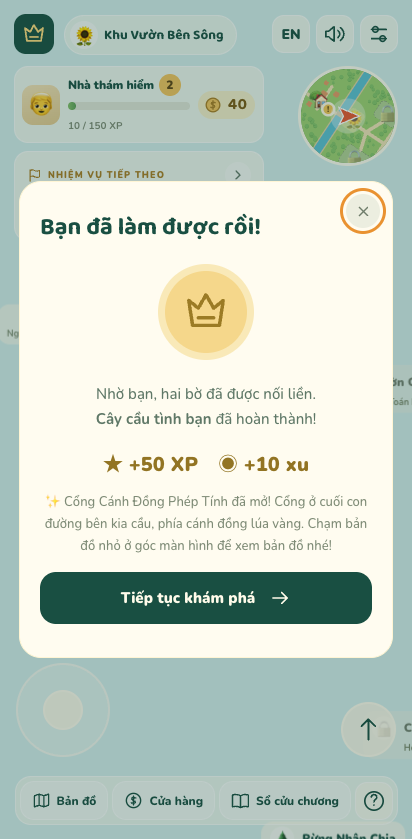 Khu Vườn Bên Sông
EN
Nhà thám hiểm 2
40
10 / 150 XP
NHIỆM VỤ TIẾP THEO
Bạn đã làm được rồi!
Nhờ bạn, hai bờ đã được nối liền.
Cây cầu tình bạn đã hoàn thành!
★ +50 XP +10 xu
✨ Cổng Cánh Đồng Phép Tính đã mở! Cổng ở cuối con
đường bên kia cầu, phía cánh đồng lúa vàng. Chạm bản
đồ nhỏ ở góc màn hình để xem bản đồ nhé!
Tiếp tục khám phá →
Bản đồ
Cửa hàng
Sổ cửu chương
?